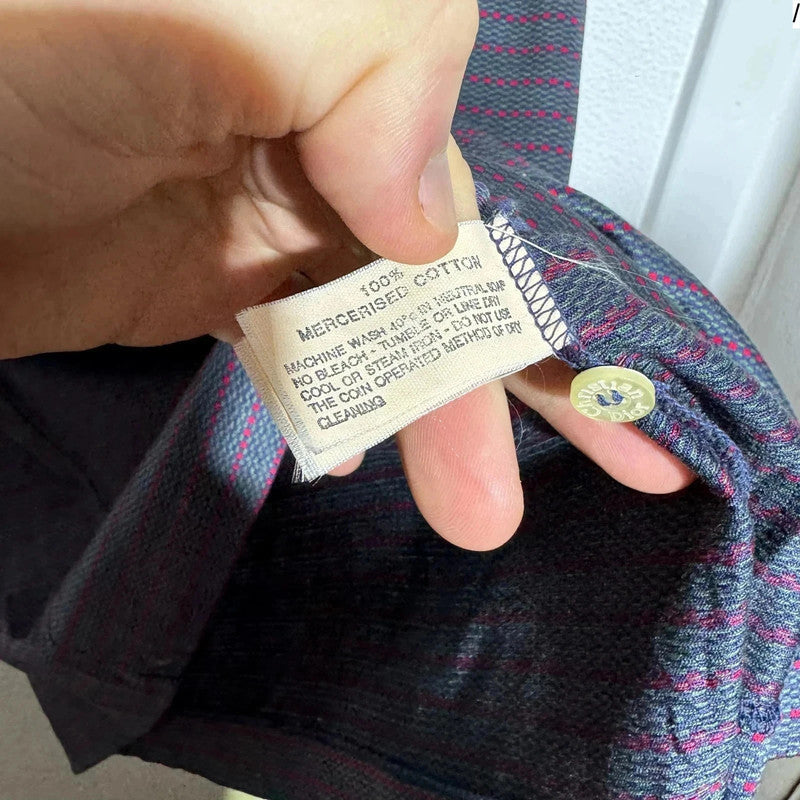 100%
MERCERISED COTTON
MACHINE WASH 40°C IN NEUTRAL SOAP
NO BLEACH - TUMBLE OR LINE DRY
COOL OR STEAM IRON - DO NOT USE
THE COIN OPERATED METHOD OF DRY
CLEANING
Christian
Dior